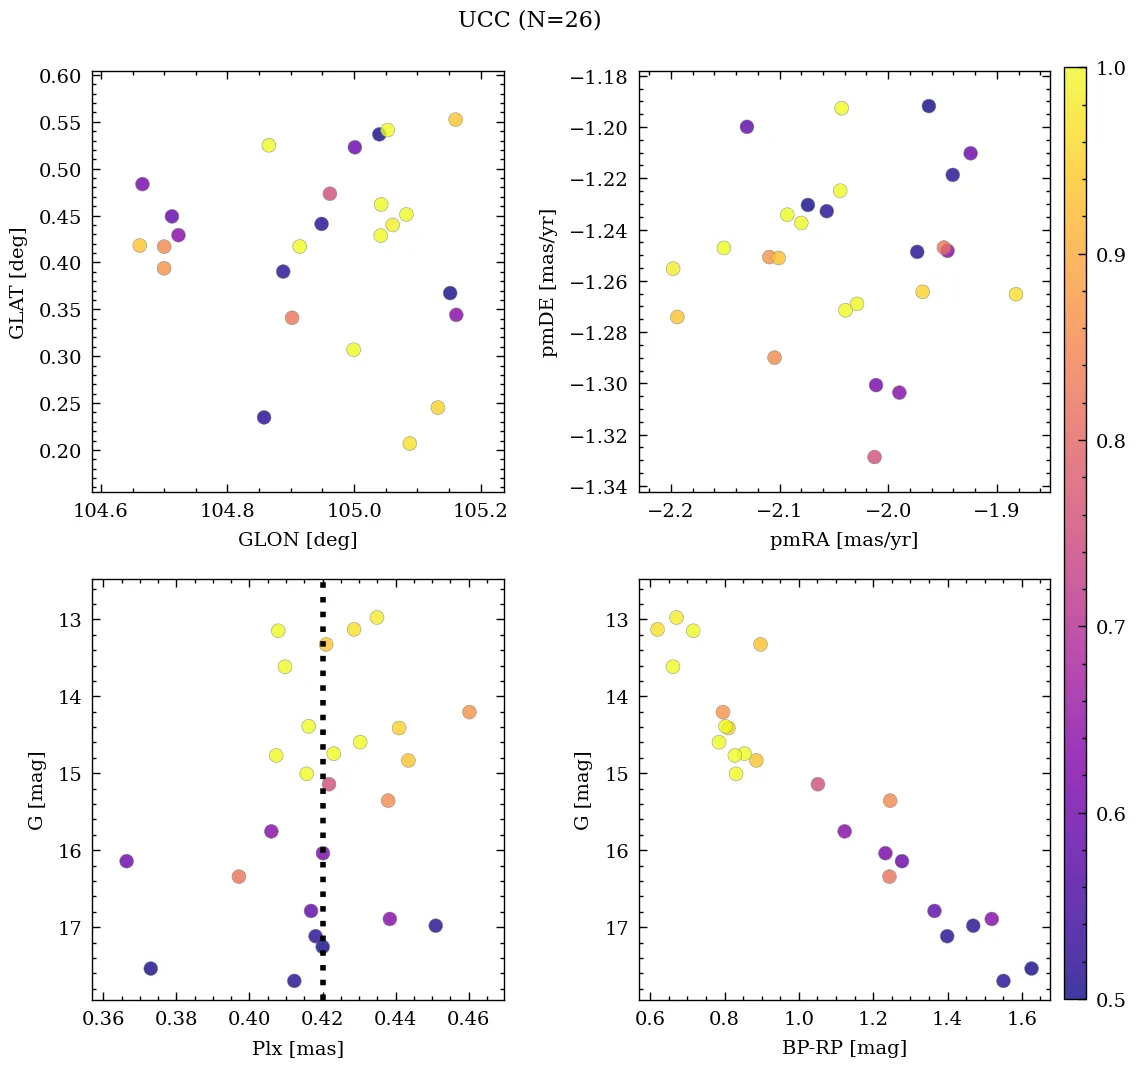 UCC (N=26)
0.60
0.55
0.50
0.45
0.40
0.35
0.30
0.25
0.20
GLAT [deg]
104.6 104.8 105.0 105.2
GLON [deg]
−1.18
−1.20
−1.22
−1.24
−1.26
−1.28
−1.30
−1.32
−1.34
pmDE [mas/yr]
−2.2 −2.1 −2.0 −1.9
pmRA [mas/yr]
13
14
15
16
17
G [mag]
0.36 0.38 0.40 0.42 0.44 0.46
Plx [mas]
13
14
15
16
17
G [mag]
0.6 0.8 1.0 1.2 1.4 1.6
BP-RP [mag]
1.0
0.9
0.8
0.7
0.6
0.5